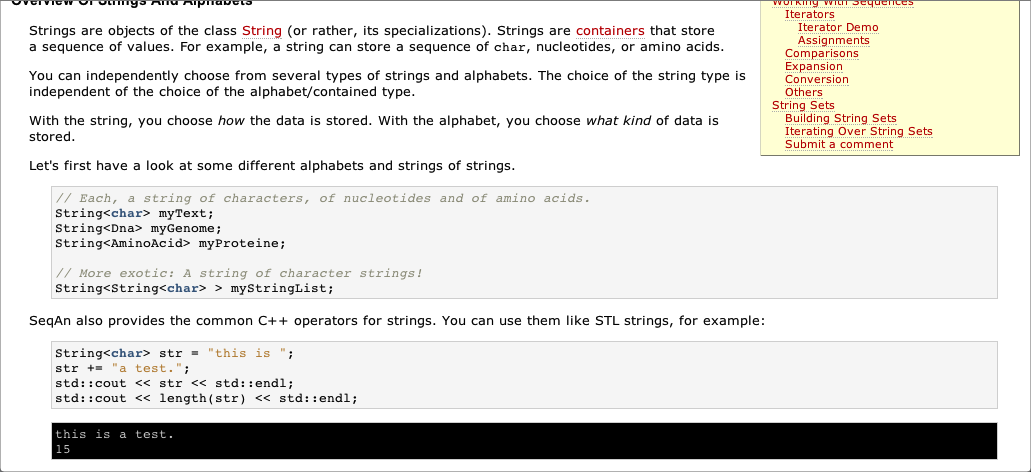 Overview Of Strings And Alphabets
Strings are objects of the class String (or rather, its specializations). Strings are containers that store
a sequence of values. For example, a string can store a sequence of char, nucleotides, or amino acids.
You can independently choose from several types of strings and alphabets. The choice of the string type is
independent of the choice of the alphabet/contained type.
With the string, you choose how the data is stored. With the alphabet, you choose what kind of data is
stored.
Let's first have a look at some different alphabets and strings of strings.
// Each, a string of characters, of nucleotides and of amino acids.
String<char> myText;
String<Dna> myGenome;
String<AminoAcid> myProteine;
// More exotic: A string of character strings!
String<String<char> > myStringList;
SeqAn also provides the common C++ operators for strings. You can use them like STL strings, for example:
String<char> str = "this is ";
str += "a test.";
std::cout << str << std::endl;
std::cout << length(str) << std::endl;
this is a test.
15
Working With Sequences
Iterators
Iterator Demo
Assignments
Comparisons
Expansion
Conversion
Others
String Sets
Building String Sets
Iterating Over String Sets
Submit a comment